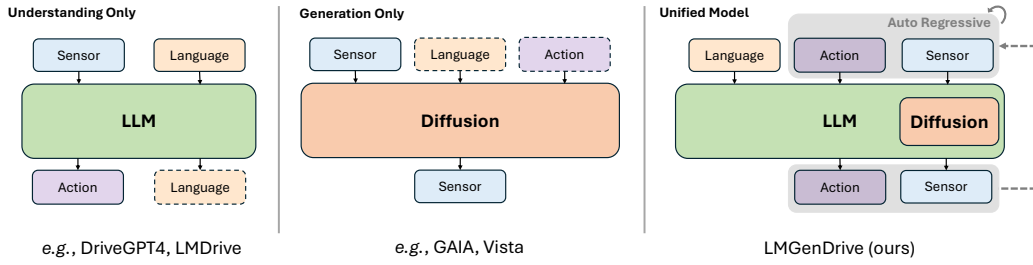 Understanding Only
Sensor
Language
LLM
Action
Language
e.g., DriveGPT4, LMDrive
Generation Only
Sensor
Language
Action
Diffusion
Sensor
e.g., GAIA, Vista
Unified Model
Auto Regressive
Language
Action
Sensor
LLM
Diffusion
Action
Sensor
LMGenDrive (ours)